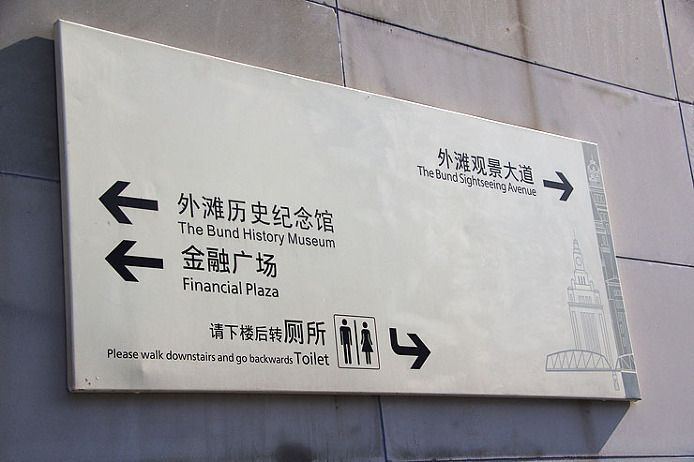 外滩观景大道
The Bund Sightseeing Avenue
外滩历史纪念馆
The Bund History Museum
金融广场
Financial Plaza
请下楼后转厕所
Please walk downstairs and go backwards Toilet